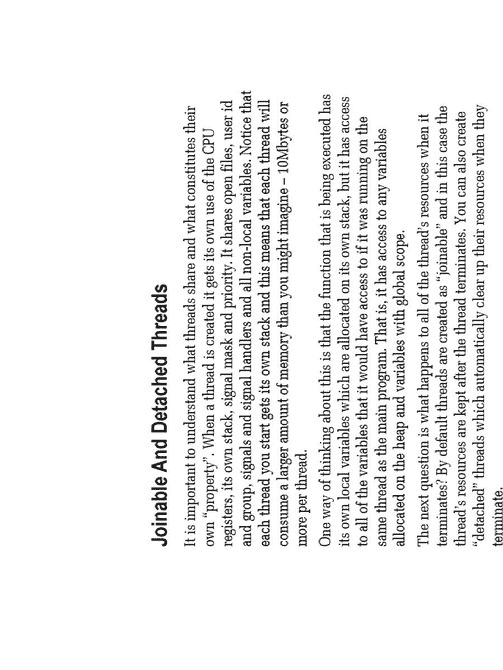 Joinable And Detached Threads
It is important to understand what threads share and what constitutes their
own “property”. When a thread is created it gets its own use of the CPU
registers, its own stack, signal mask and priority. It shares open files, user id
and group, signals and signal handlers and all non-local variables. Notice that
each thread you start gets its own stack and this means that each thread will
consume a larger amount of memory than you might imagine – 10Mbytes or
more per thread.
One way of thinking about this is that the function that is being executed has
its own local variables which are allocated on its own stack, but it has access
to all of the variables that it would have access to if it was running on the
same thread as the main program. That is, it has access to any variables
allocated on the heap and variables with global scope.
The next question is what happens to all of the thread’s resources when it
terminates? By default threads are created as “joinable” and in this case the
thread’s resources are kept after the thread terminates. You can also create
“detached” threads which automatically clear up their resources when they
terminate.